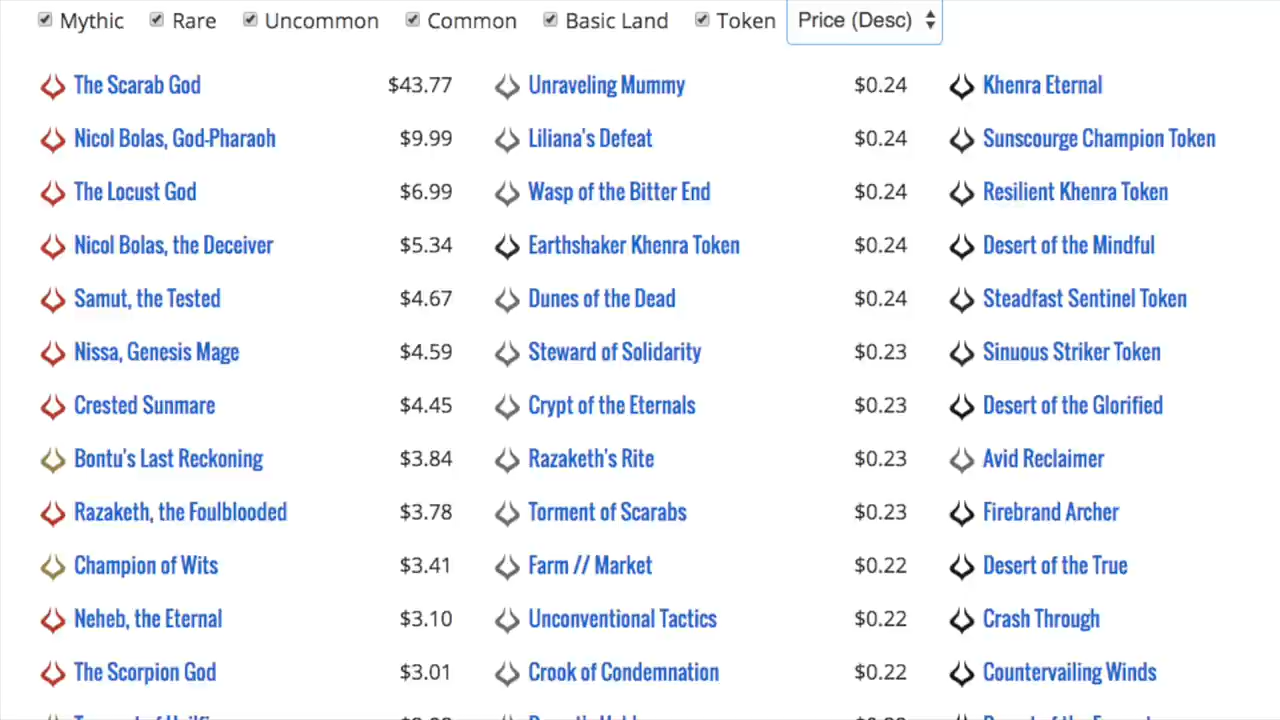 Mythic Rare Uncommon Common Basic Land Token Price (Desc)
The Scarab God $43.77 Unraveling Mummy $0.24 Khenra Eternal
Nicol Bolas, God-Pharaoh $9.99 Liliana's Defeat $0.24 Sunscourge Champion Token
The Locust God $6.99 Wasp of the Bitter End $0.24 Resilient Khenra Token
Nicol Bolas, the Deceiver $5.34 Earthshaker Khenra Token $0.24 Desert of the Mindful
Samut, the Tested $4.67 Dunes of the Dead $0.24 Steadfast Sentinel Token
Nissa, Genesis Mage $4.59 Steward of Solidarity $0.23 Sinuous Striker Token
Crested Sunmare $4.45 Crypt of the Eternals $0.23 Desert of the Glorified
Bontu's Last Reckoning $3.84 Razaketh's Rite $0.23 Avid Reclaimer
Razaketh, the Foulblooded $3.78 Torment of Scarabs $0.23 Firebrand Archer
Champion of Wits $3.41 Farm // Market $0.22 Desert of the True
Neheb, the Eternal $3.10 Unconventional Tactics $0.22 Crash Through
The Scorpion God $3.01 Crook of Condemnation $0.22 Countervailing Winds